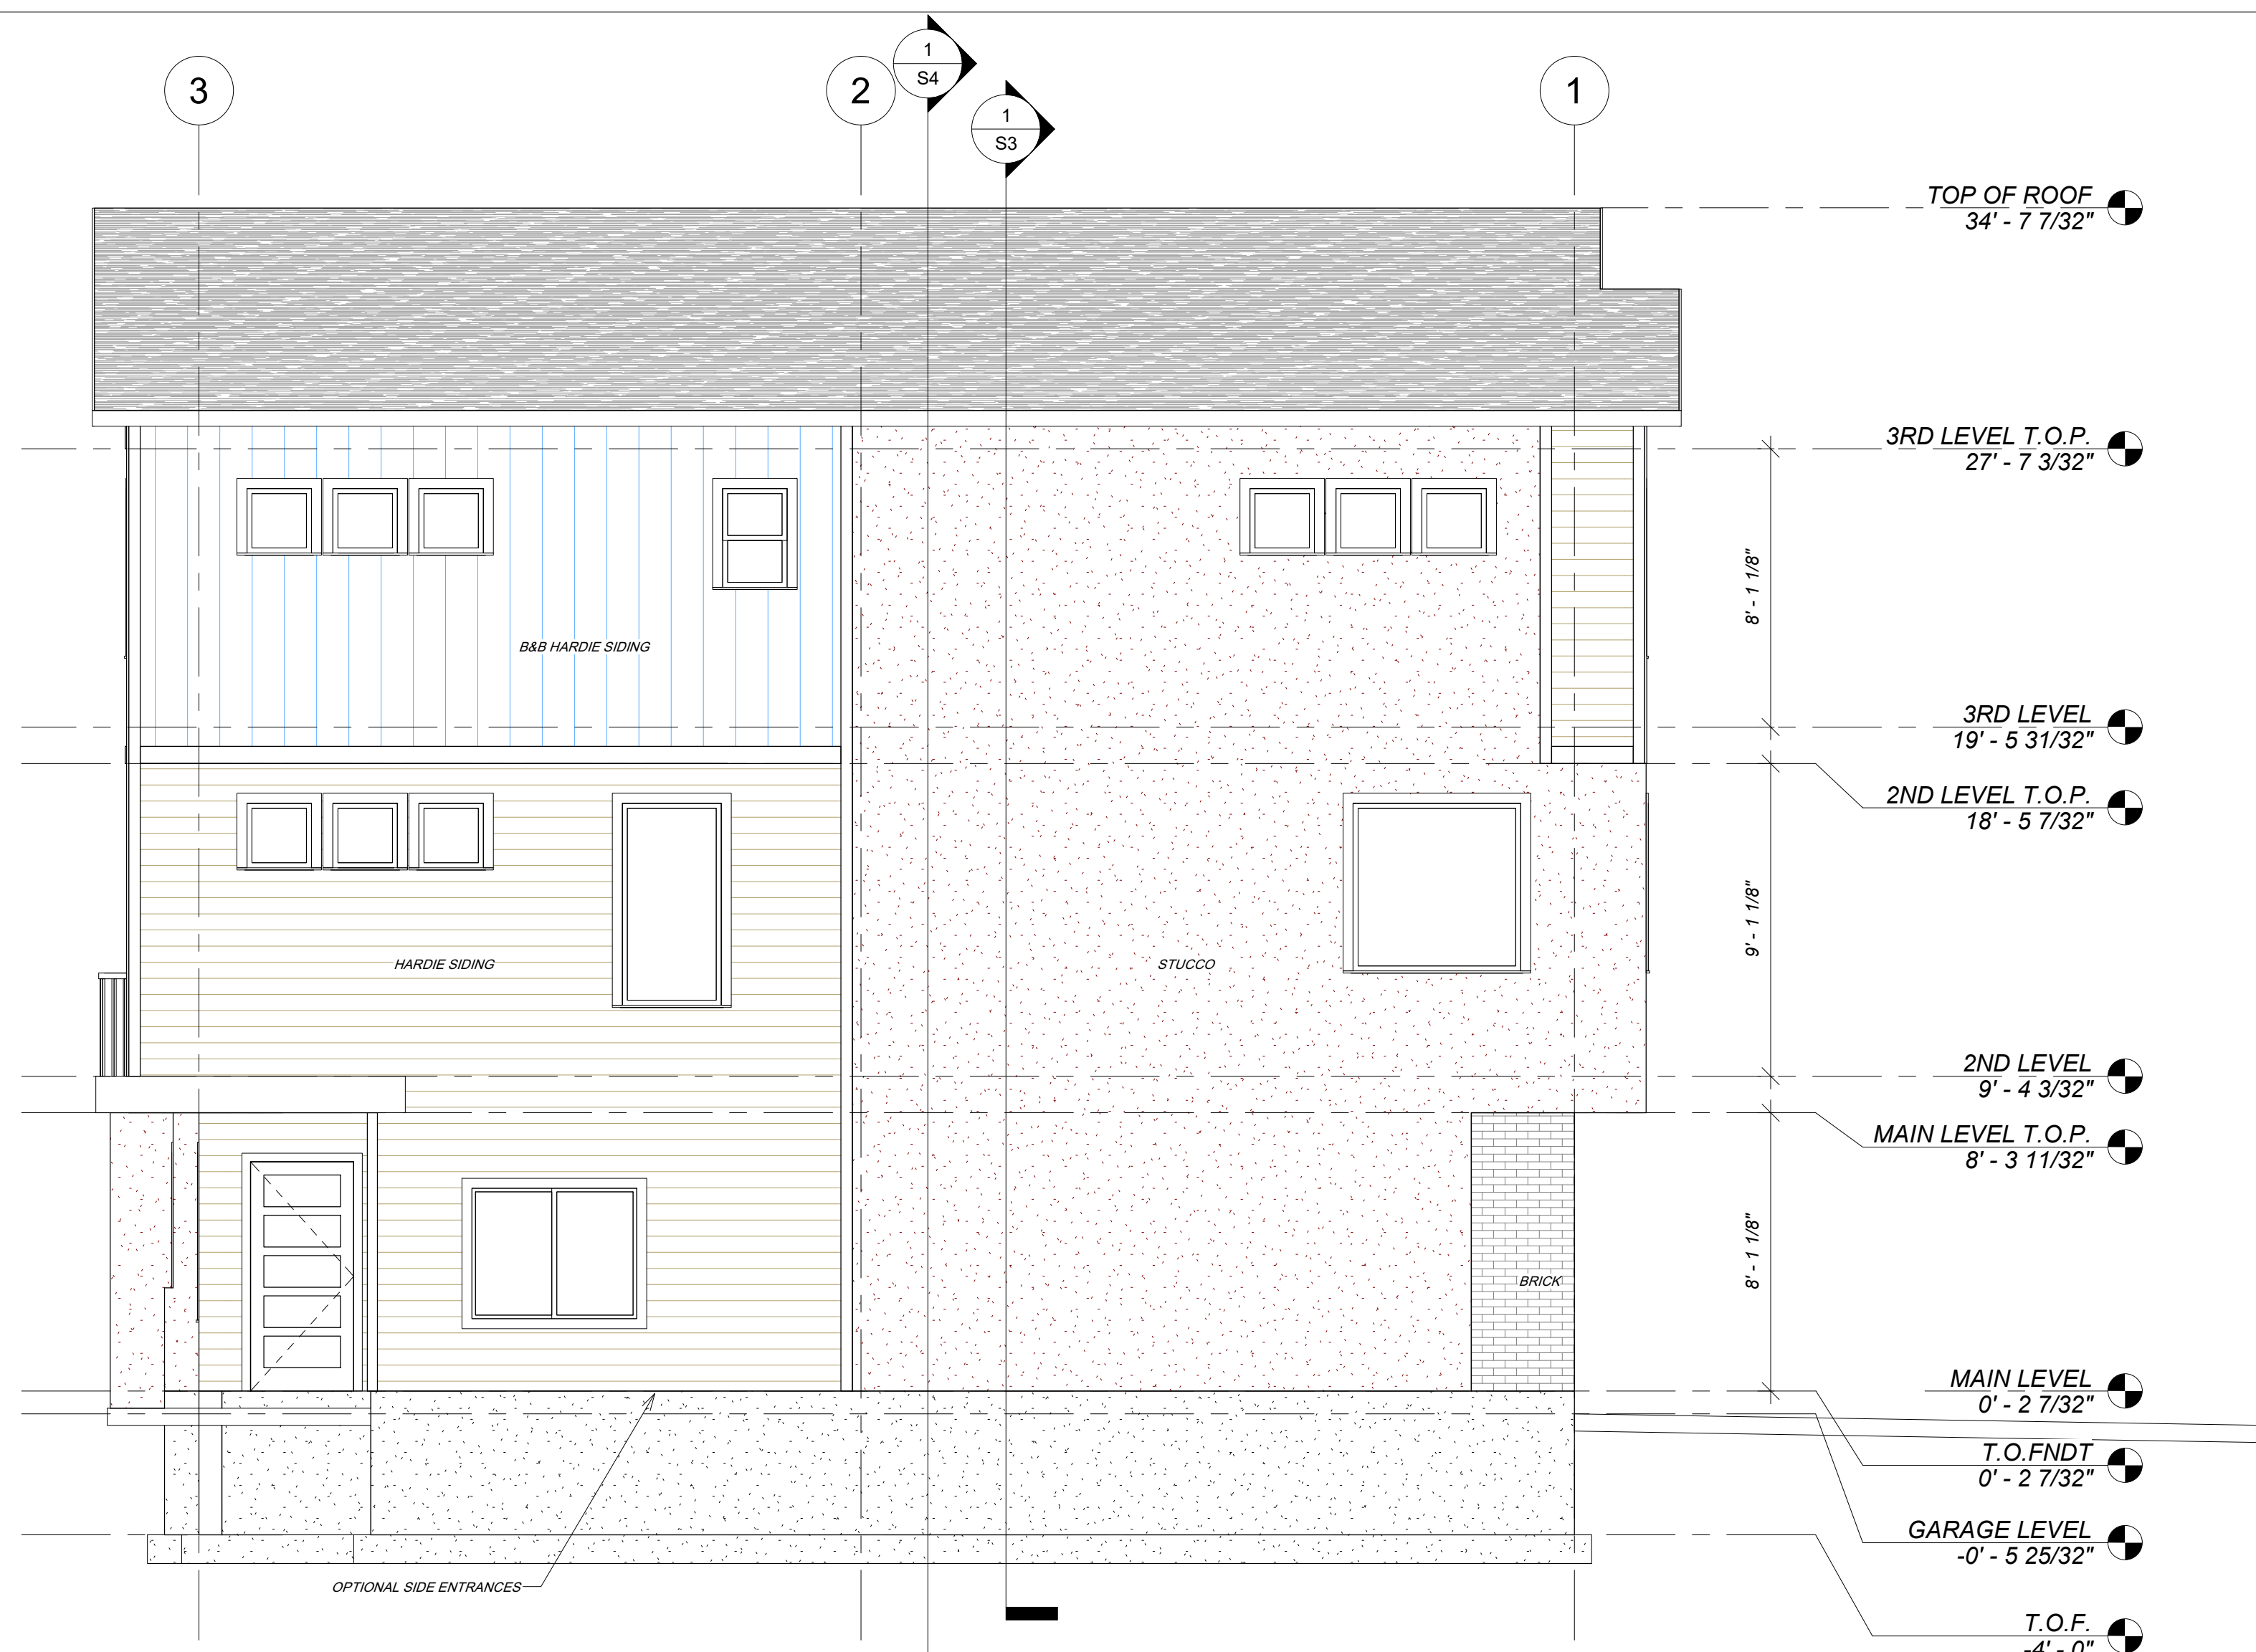 3
2
1
S4
1
S3
1
TOP OF ROOF
34' - 7 7/32"
3RD LEVEL T.O.P.
27' - 7 3/32"
8' - 1 1/8"
B&B HARDIE SIDING
3RD LEVEL
19' - 5 31/32"
2ND LEVEL T.O.P.
18' - 5 7/32"
9' - 1 1/8"
HARDIE SIDING
STUCCO
2ND LEVEL
9' - 4 3/32"
MAIN LEVEL T.O.P.
8' - 3 11/32"
8' - 1 1/8"
BRICK
MAIN LEVEL
0' - 2 7/32"
T.O.FNDT
0' - 2 7/32"
GARAGE LEVEL
-0' - 5 25/32"
OPTIONAL SIDE ENTRANCES
T.O.F.
-4' - 0"